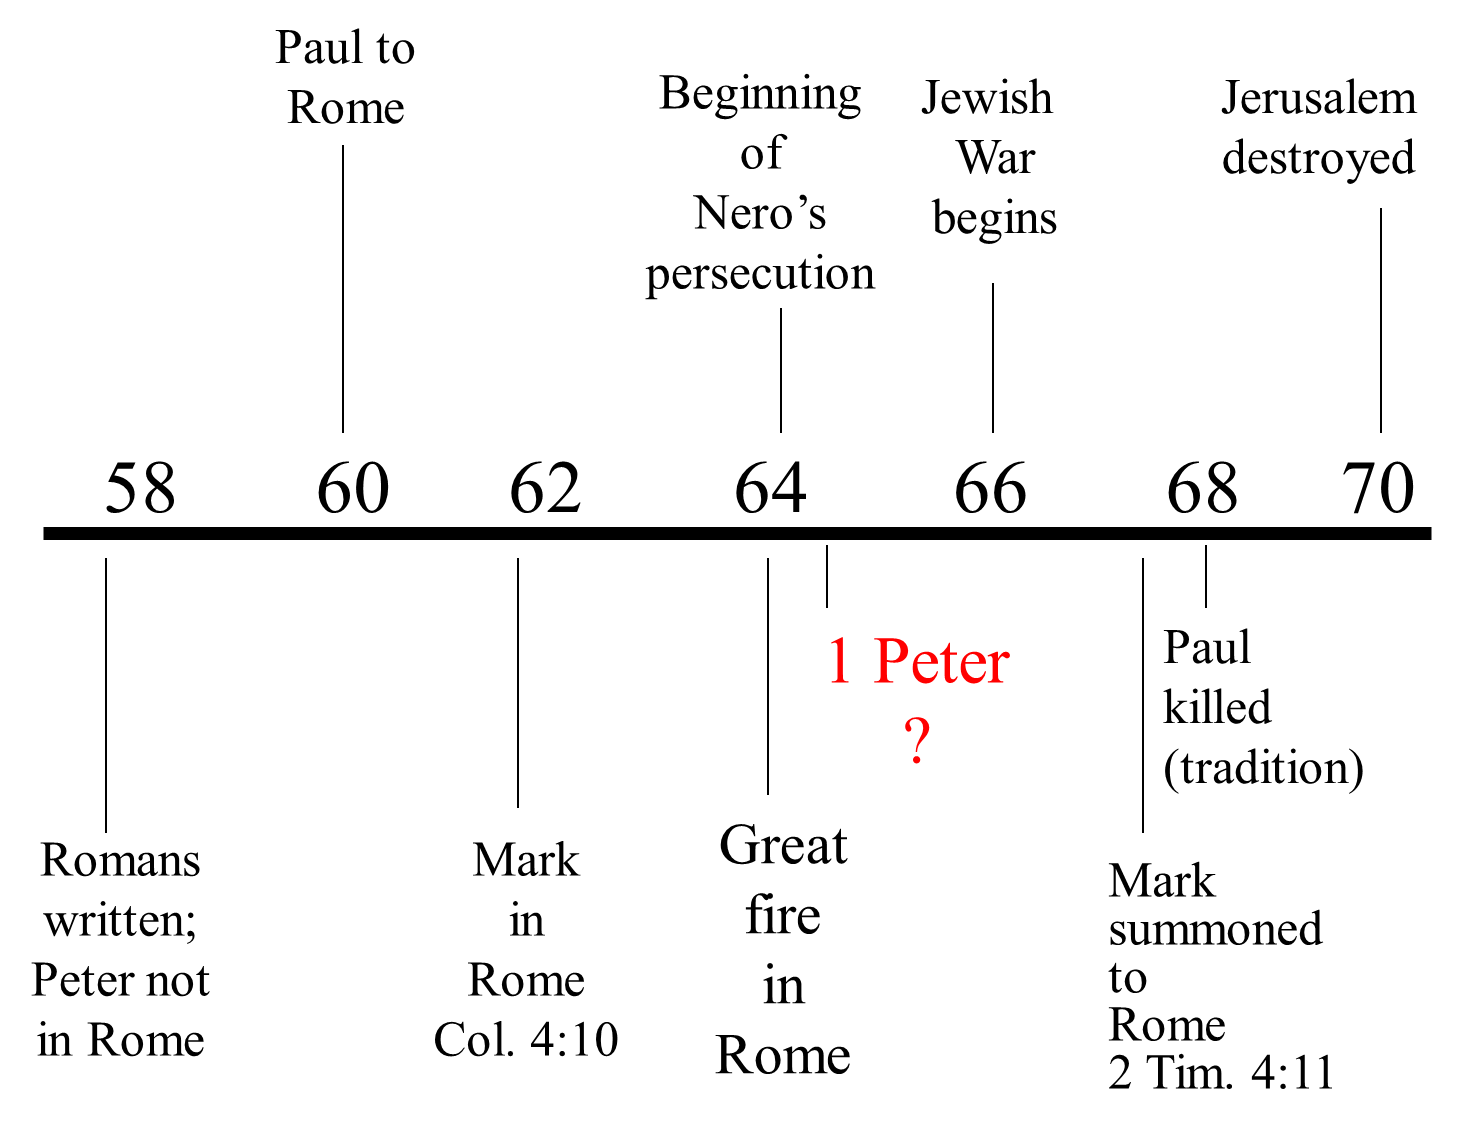 Paul to
Rome
Beginning
of
Nero’s
persecution
Jewish
War
begins
Jerusalem
destroyed
58 60 62 64 66 68 70
Romans
written;
Peter not
in Rome
Mark
in
Rome
Col. 4:10
Great
fire
in
Rome
1 Peter
?
Mark
summoned
to
Rome
2 Tim. 4:11
Paul
killed
(tradition)